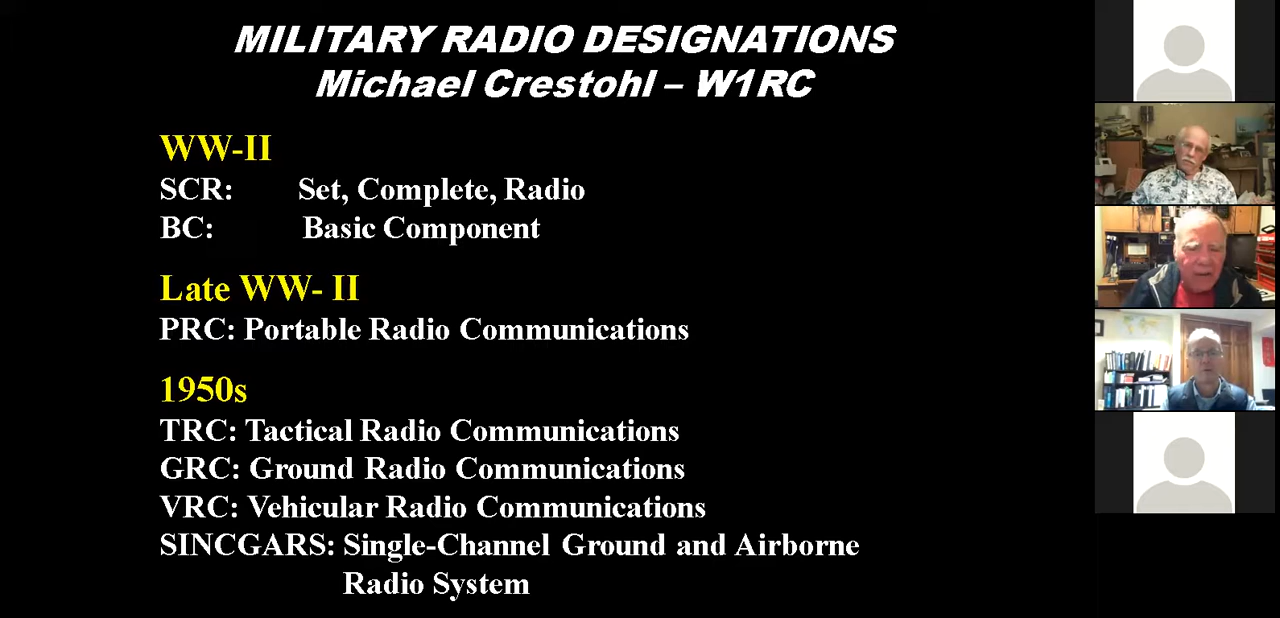 MILITARY RADIO DESIGNATIONS
Michael Crestohl – W1RC
WW-II
SCR: Set, Complete, Radio
BC: Basic Component
Late WW- II
PRC: Portable Radio Communications
1950s
TRC: Tactical Radio Communications
GRC: Ground Radio Communications
VRC: Vehicular Radio Communications
SINCGARS: Single-Channel Ground and Airborne
Radio System